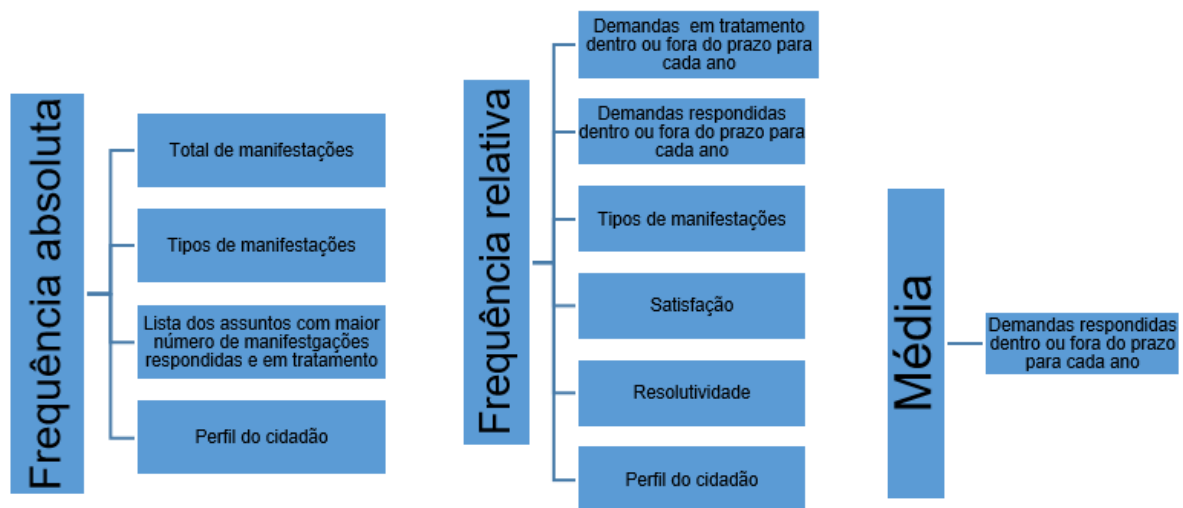 Frequência absoluta
Total de manifestações
Tipos de manifestações
Lista dos assuntos com maior
número de manifestgações
respondidas e em tratamento
Perfil do cidadão
Frequência relativa
Demandas em tratamento
dentro ou fora do prazo para
cada ano
Demandas respondidas
dentro ou fora do prazo para
cada ano
Tipos de manifestações
Satisfação
Resolutividade
Perfil do cidadão
Média
Demandas respondidas
dentro ou fora do prazo
para cada ano